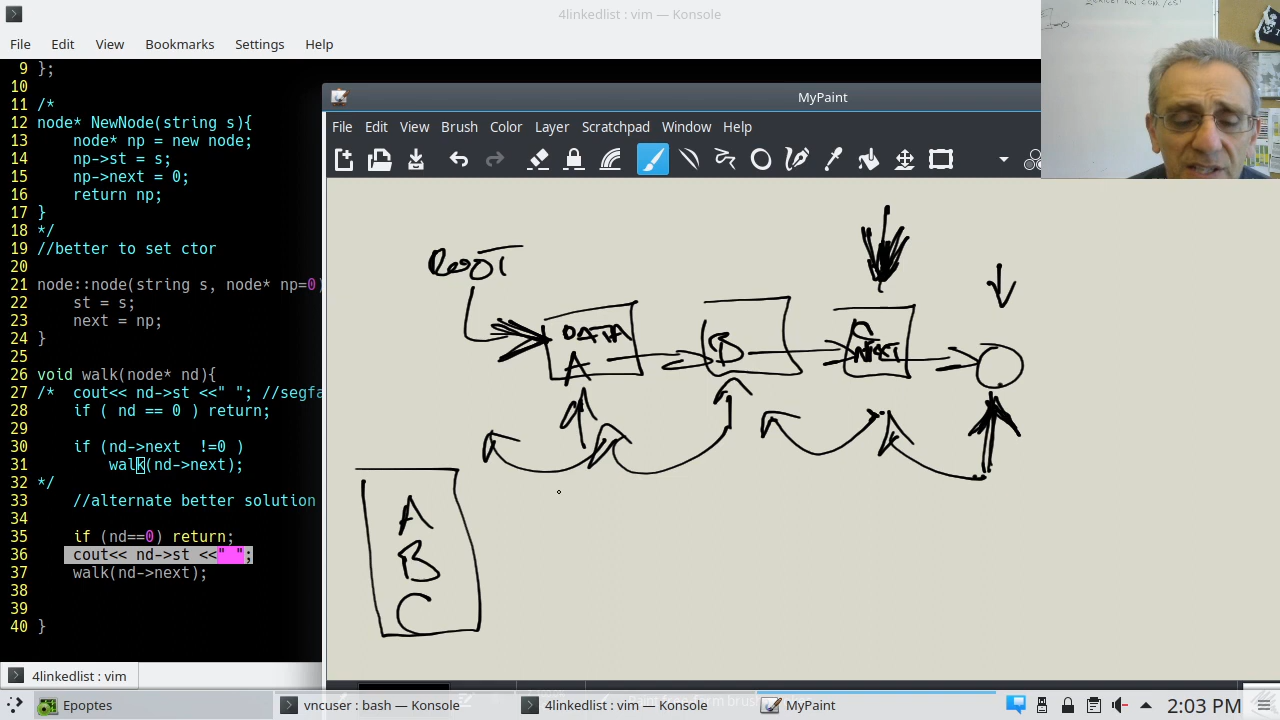 4linkedlist : vim — Konsole
File Edit View Bookmarks Settings Help
9 };
10
11 /*
12 node* NewNode(string s){
13 node* np = new node;
14 np->st = s;
15 np->next = 0;
16 return np;
17 }
18 */
19 //better to set ctor
20
21 node::node(string s, node* np=0)
22 st = s;
23 next = np;
24 }
25
26 void walk(node* nd){
27 /* cout<< nd->st <<" "; //segfa
28 if ( nd == 0 ) return;
29
30 if (nd->next !=0 )
31 walk(nd->next);
32 */
33 //alternate better solution
34
35 if (nd==0) return;
36 cout<< nd->st <<" ";
37 walk(nd->next);
38
39
40 }
4linkedlist : vim
MyPaint
File Edit View Brush Color Layer Scratchpad Window Help
ROOT
DATA
A
B
C
NEXT
A
B
C
Epoptes
vncuser : bash — Konsole
4linkedlist : vim — Konsole
MyPaint
2:03 PM